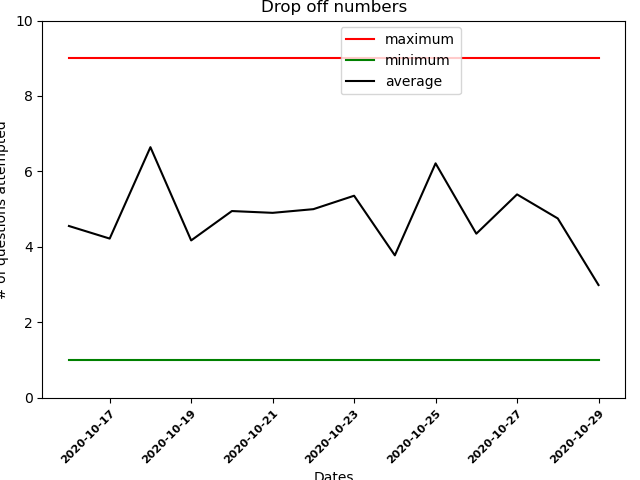 Drop off numbers
maximum
minimum
average
# of questions attempted
10
8
6
4
2
0
2020-10-17
2020-10-19
2020-10-21
2020-10-23
2020-10-25
2020-10-27
2020-10-29
Dates